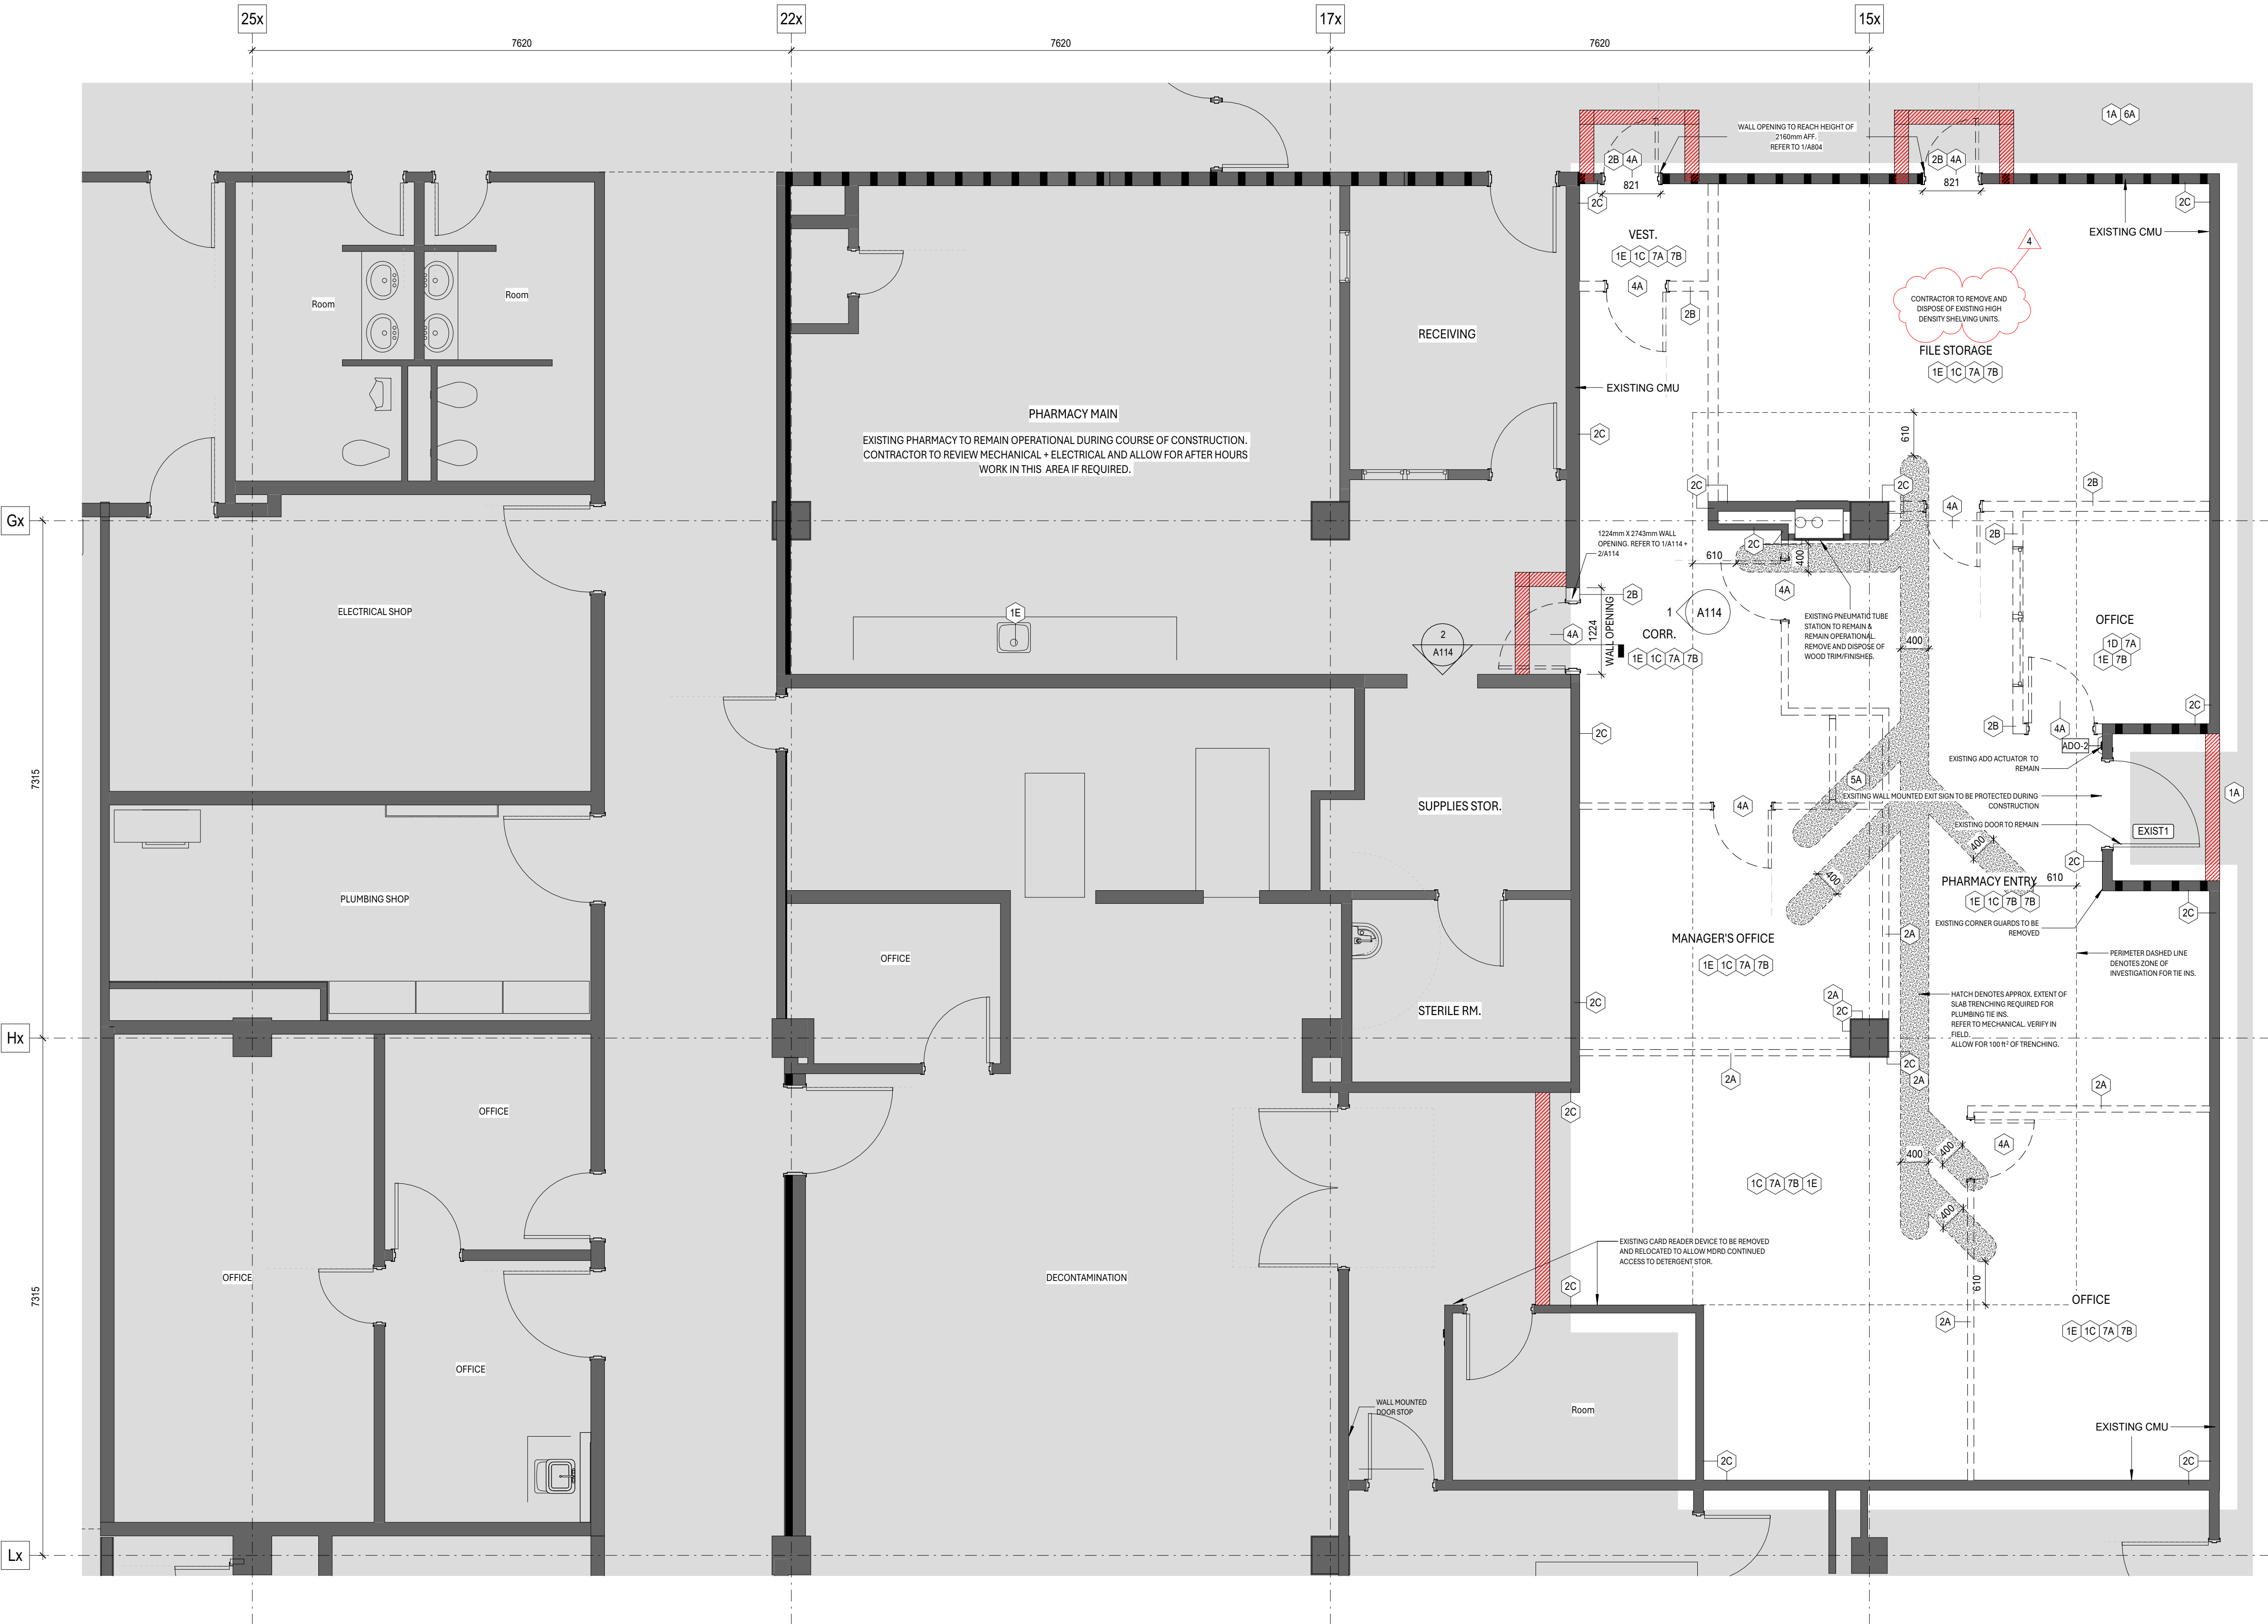 25x
22x
17x
15x
7620
7620
7620
1A 6A
WALL OPENING TO REACH HEIGHT OF
2160mm AFF.
REFER TO 1/A804
2B 4A
2B 4A
821
821
2C
2C
VEST.
1E 1C 7A 7B
EXISTING CMU
4
4A
2B
CONTRACTOR TO REMOVE AND
DISPOSE OF EXISTING HIGH
DENSITY SHELVING UNITS.
FILE STORAGE
1E 1C 7A 7B
Room
Room
RECEIVING
EXISTING CMU
PHARMACY MAIN
EXISTING PHARMACY TO REMAIN OPERATIONAL DURING COURSE OF CONSTRUCTION.
CONTRACTOR TO REVIEW MECHANICAL + ELECTRICAL AND ALLOW FOR AFTER HOURS
WORK IN THIS AREA IF REQUIRED.
2C
610
2C
2C
2B
4A
Gx
1224mm X 2743mm WALL
OPENING. REFER TO 1/A114 +
2/A114
2C
2B
610
400
4A
2B
1
A114
ELECTRICAL SHOP
1E
4A
1224
WALL OPENING
CORR.
1E 1C 7A 7B
2
A114
EXISTING PNEUMATIC TUBE
STATION TO REMAIN &
REMAIN OPERATIONAL.
REMOVE AND DISPOSE OF
WOOD TRIM/FINISHES.
400
OFFICE
1D 7A
1E 7B
2C
2B
4A
2C
ADO-2
EXISTING ADO ACTUATOR TO
REMAIN
7315
5A
EXSITING WALL MOUNTED EXIT SIGN TO BE PROTECTED DURING
CONSTRUCTION
1A
SUPPLIES STOR.
4A
EXISTING DOOR TO REMAIN
EXIST1
400
2C
400
610
PHARMACY ENTRY
1E 1C 7B 7B
PLUMBING SHOP
2C
EXISTING CORNER GUARDS TO BE
REMOVED
MANAGER'S OFFICE
1E 1C 7A 7B
2A
OFFICE
PERIMETER DASHED LINE
DENOTES ZONE OF
INVESTIGATION FOR TIE INS.
2C
2A
2C
HATCH DENOTES APPROX. EXTENT OF
SLAB TRENCHING REQUIRED FOR
PLUMBING TIE INS.
REFER TO MECHANICAL. VERIFY IN
FIELD.
ALLOW FOR 100 ft² OF TRENCHING.
STERILE RM.
Hx
2C
2A
2A
2A
OFFICE
2C
4A
400
400
1C 7A 7B 1E
400
EXISTING CARD READER DEVICE TO BE REMOVED
AND RELOCATED TO ALLOW MDRD CONTINUED
ACCESS TO DETERGENT STOR.
OFFICE
DECONTAMINATION
2C
610
7315
OFFICE
1E 1C 7A 7B
2A
OFFICE
WALL MOUNTED
DOOR STOP
Room
EXISTING CMU
2C
2C
Lx